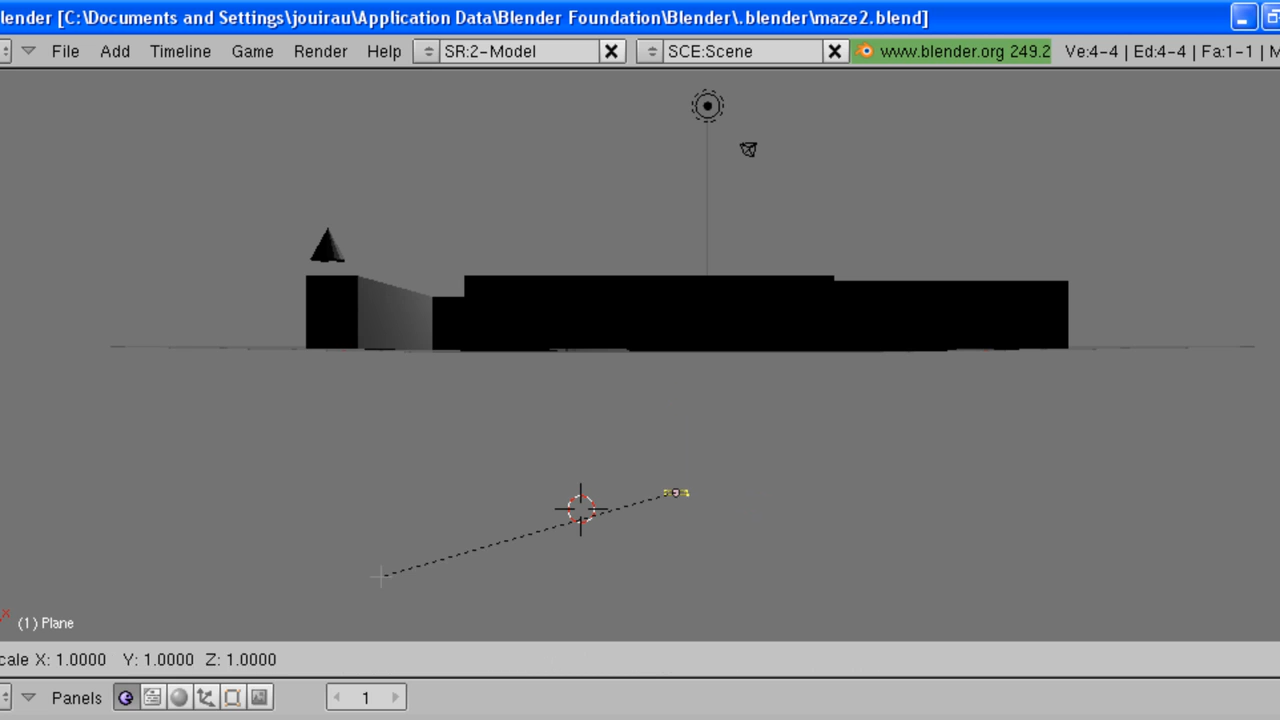 lender [C:\Documents and Settings\jouirau\Application Data\Blender Foundation\Blender\.blender\maze2.blend]
File Add Timeline Game Render Help SR:2-Model SCE:Scene www.blender.org 249.2 Ve:4-4 | Ed:4-4 | Fa:1-1 | M
x
(1) Plane
cale X: 1.0000 Y: 1.0000 Z: 1.0000
Panels 1